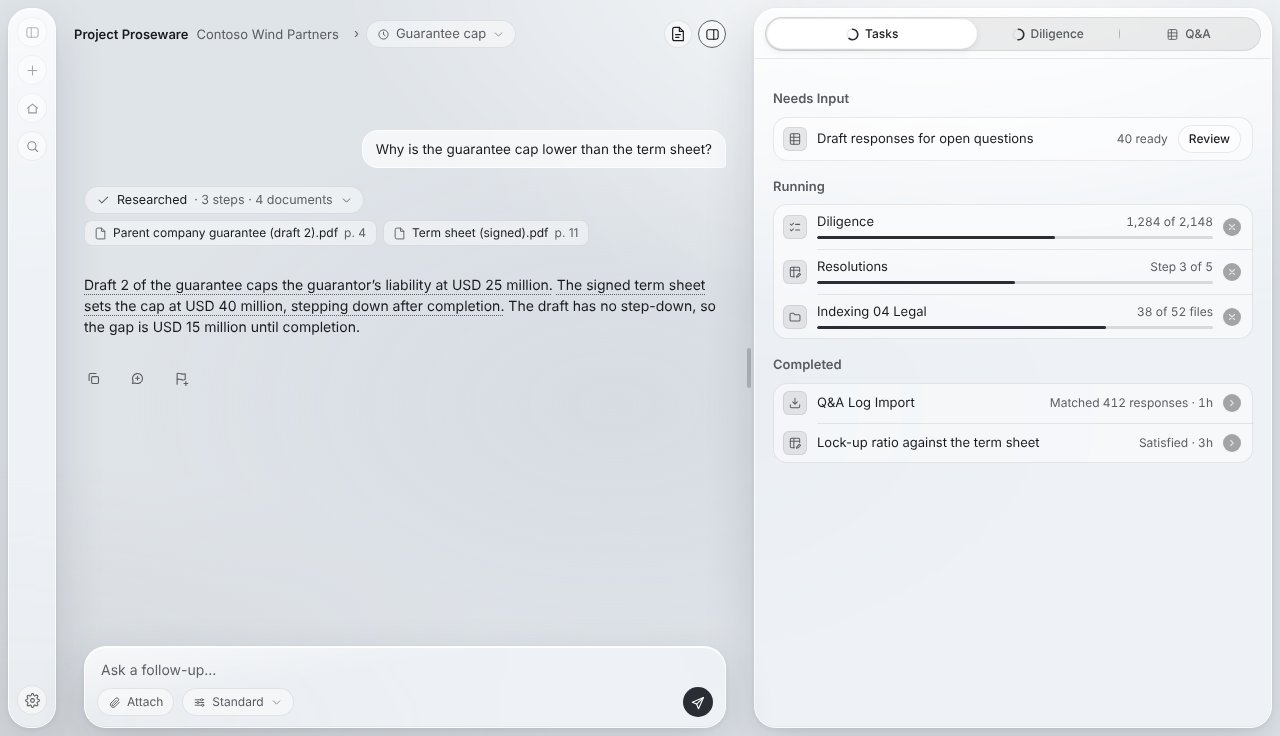 Project Proseware Contoso Wind Partners › Guarantee cap
Why is the guarantee cap lower than the term sheet?
Researched · 3 steps · 4 documents
Parent company guarantee (draft 2).pdf p. 4 Term sheet (signed).pdf p. 11
Draft 2 of the guarantee caps the guarantor’s liability at USD 25 million. The signed term sheet
sets the cap at USD 40 million, stepping down after completion. The draft has no step-down, so
the gap is USD 15 million until completion.
Ask a follow-up...
Attach Standard
Tasks Diligence Q&A
Needs Input
Draft responses for open questions 40 ready Review
Running
Diligence 1,284 of 2,148
Resolutions Step 3 of 5
Indexing 04 Legal 38 of 52 files
Completed
Q&A Log Import Matched 412 responses · 1h
Lock-up ratio against the term sheet Satisfied · 3h